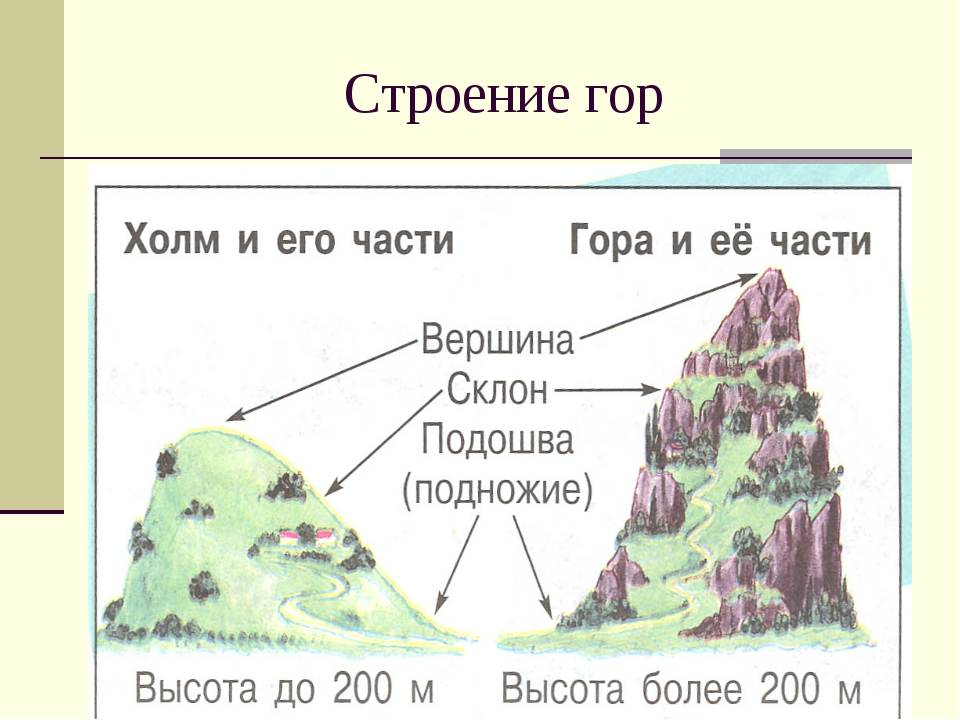 Строение гор
Холм и его части
Гора и её части
Вершина
Склон
Подошва
(подножие)
Высота до 200 м
Высота более 200 м